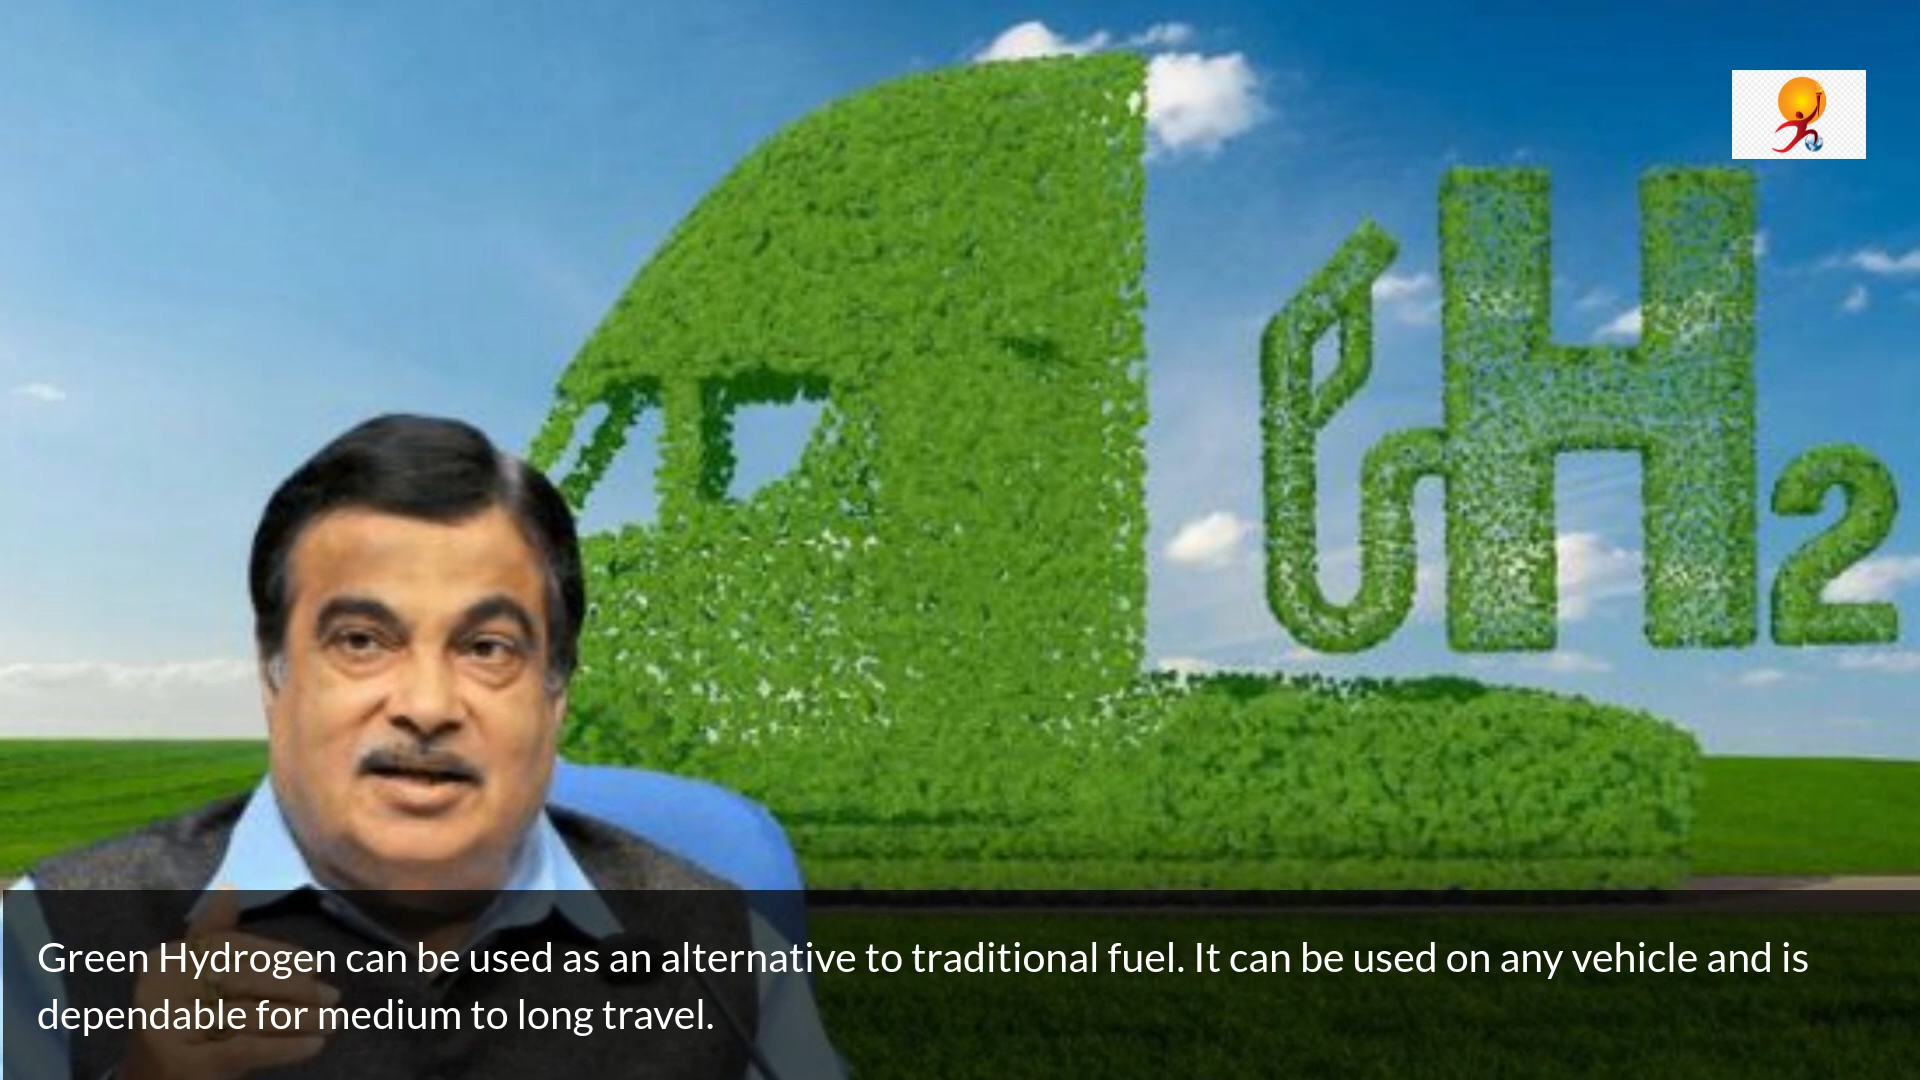 H2
Green Hydrogen can be used as an alternative to traditional fuel. It can be used on any vehicle and is
dependable for medium to long travel.